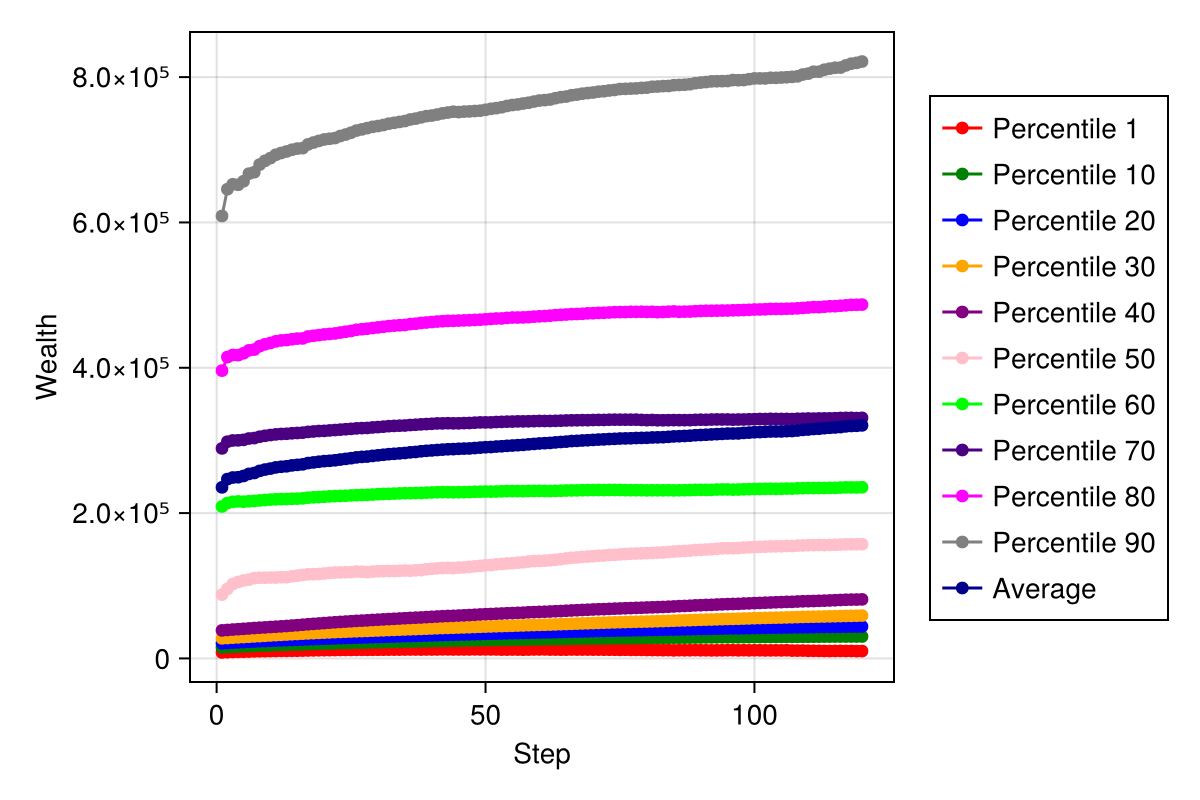 8.0×10⁵
6.0×10⁵
4.0×10⁵
2.0×10⁵
0
Wealth
0 50 100
Step
Percentile 1
Percentile 10
Percentile 20
Percentile 30
Percentile 40
Percentile 50
Percentile 60
Percentile 70
Percentile 80
Percentile 90
Average